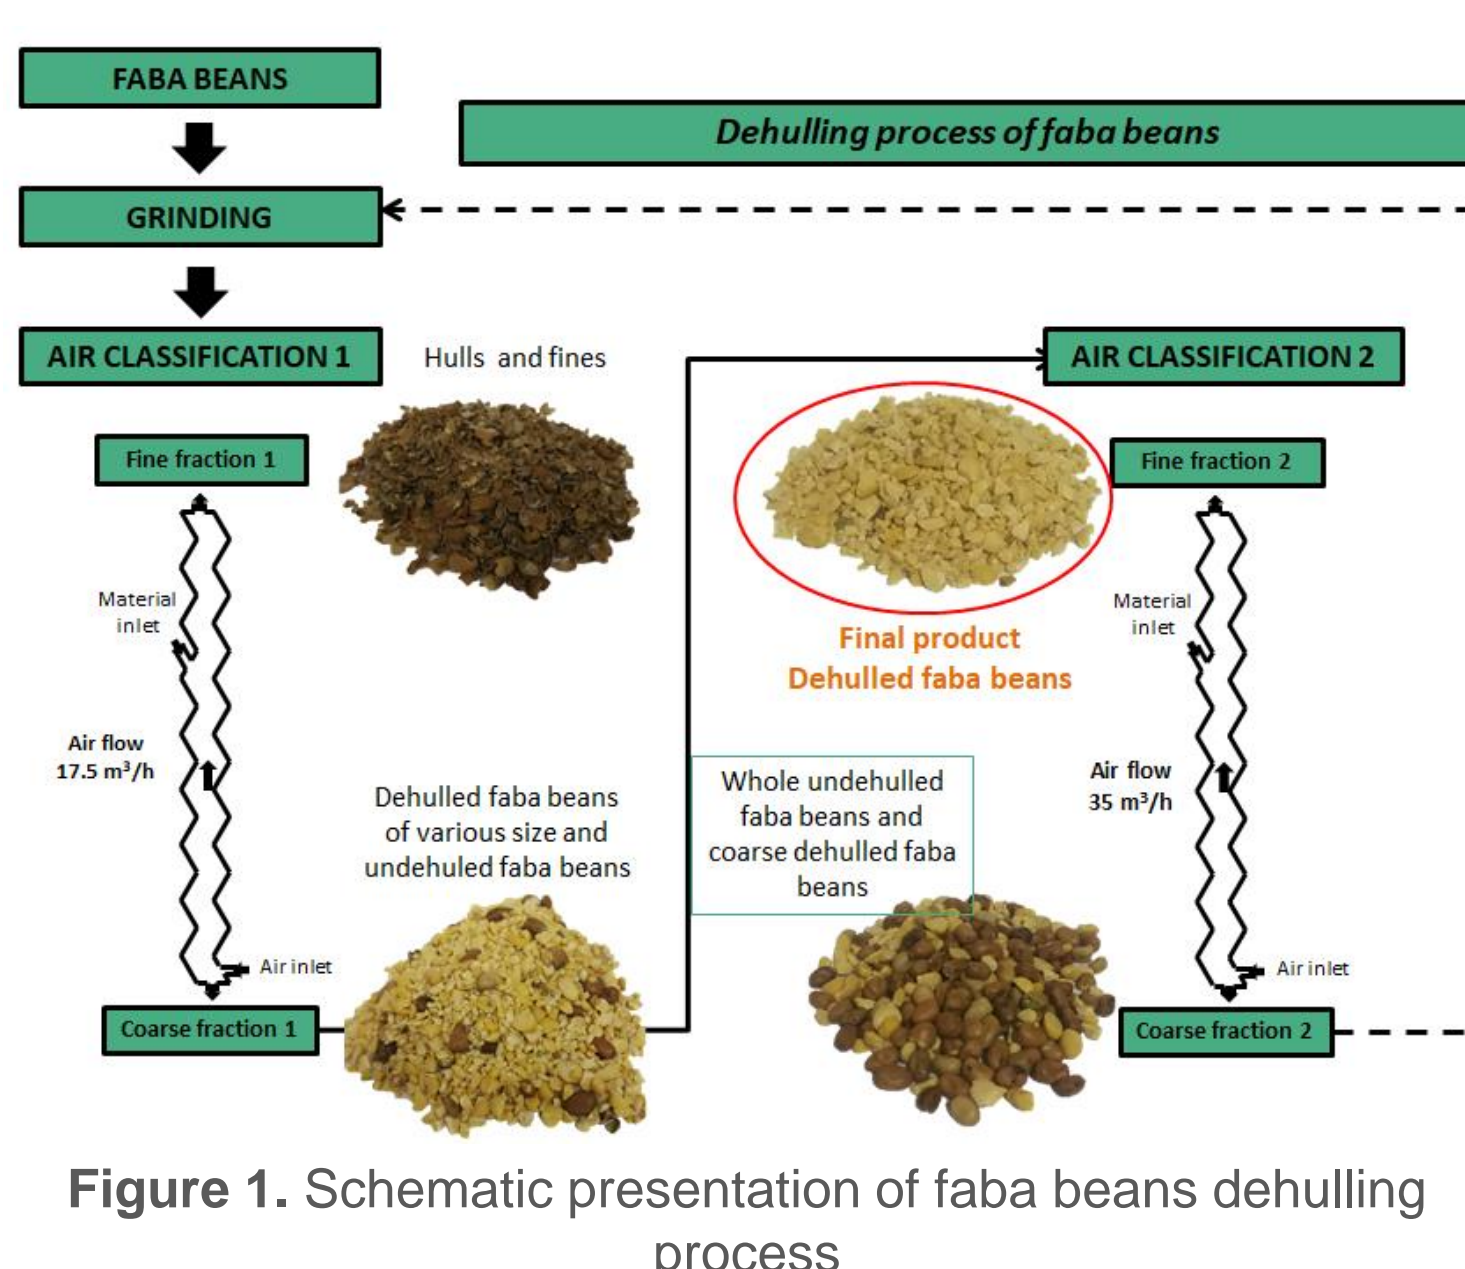 FABA BEANS
Dehulling process of faba beans
GRINDING
AIR CLASSIFICATION 1
Hulls and fines
AIR CLASSIFICATION 2
Fine fraction 1
Fine fraction 2
Material
inlet
Material
inlet
Final product
Dehulled faba beans
Air flow
17.5 m³/h
Air flow
35 m³/h
Dehulled faba beans
of various size and
undehuled faba beans
Whole undehulled
faba beans and
coarse dehulled faba
beans
Air inlet
Air inlet
Coarse fraction 1
Coarse fraction 2
Figure 1. Schematic presentation of faba beans dehulling
process